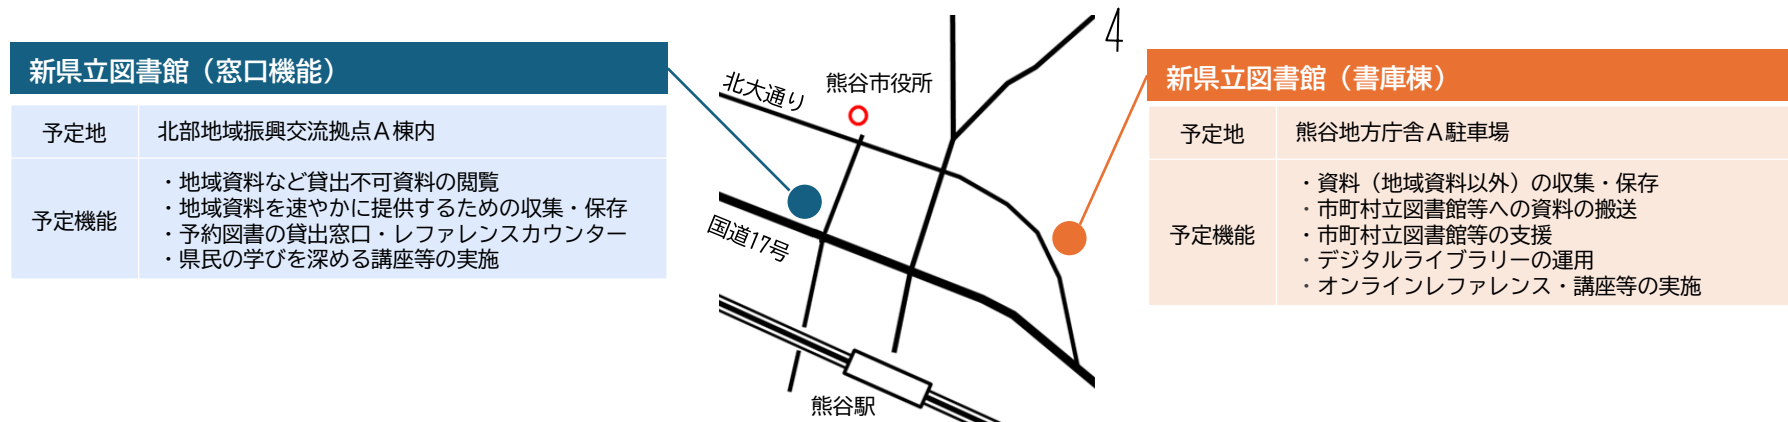 新県立図書館（窓口機能）
予定地
北部地域振興交流拠点Ａ棟内
予定機能
・地域資料など貸出不可資料の閲覧
・地域資料を速やかに提供するための収集・保存
・予約図書の貸出窓口・レファレンスカウンター
・県民の学びを深める講座等の実施
北大通り
熊谷市役所
国道17号
熊谷駅
新県立図書館（書庫棟）
予定地
熊谷地方庁舎Ａ駐車場
予定機能
・資料（地域資料以外）の収集・保存
・市町村立図書館等への資料の搬送
・市町村立図書館等の支援
・デジタルライブラリーの運用
・オンラインレファレンス・講座等の実施